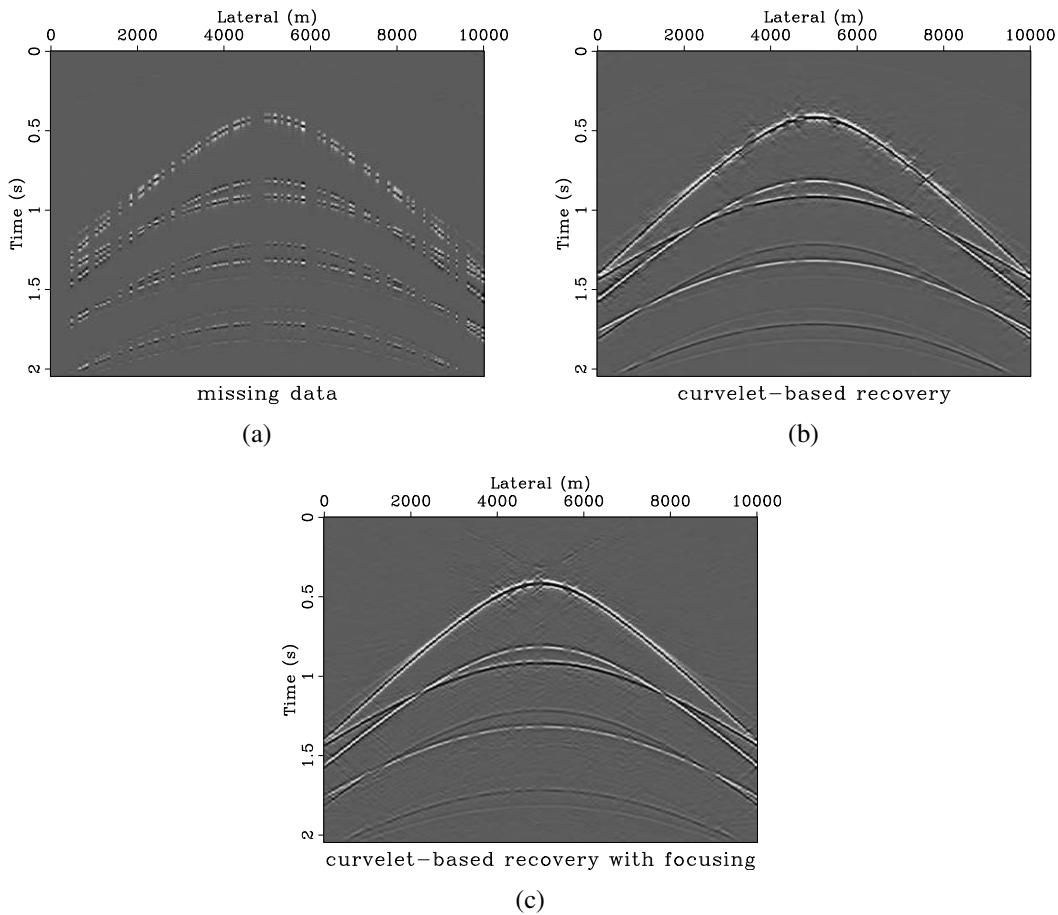 Lateral (m)
0 2000 4000 6000 8000 10000
0
0.5
1
1.5
2
Time (s)
missing data
(a)
Lateral (m)
0 2000 4000 6000 8000 10000
0
0.5
1
1.5
2
Time (s)
curvelet−based recovery
(b)
Lateral (m)
0 2000 4000 6000 8000 10000
0
0.5
1
1.5
2
Time (s)
curvelet−based recovery with focusing
(c)